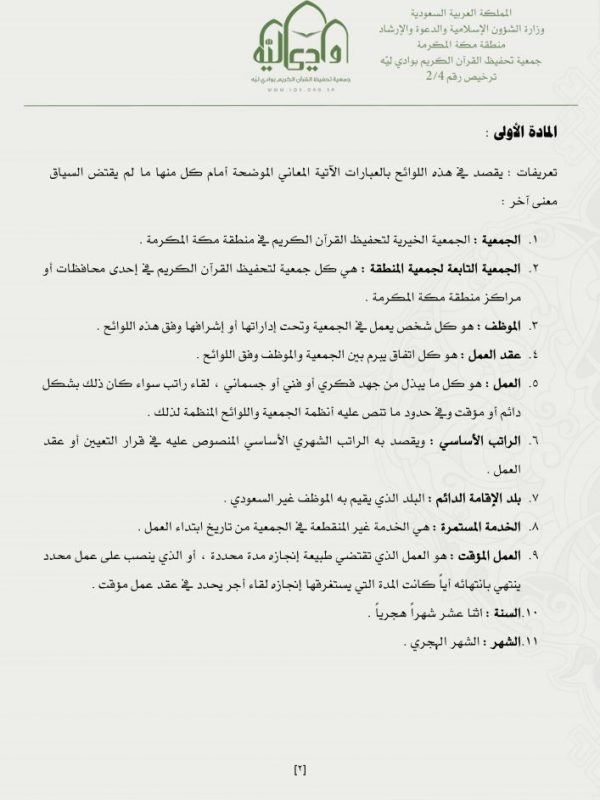 المملكة العربية السعودية
وزارة الشؤون الإسلامية والدعوة والإرشاد
منطقة مكة المكرمة
جمعية تحفيظ القرآن الكريم بوادي ليّه
ترخيص رقم 2/4
وادي ليّه
جمعية تحفيظ القرآن الكريم بوادي ليّه
المادة الأولى :
تعريفات : يقصد في هذه اللوائح بالعبارات الآتية المعاني الموضحة أمام كل منها ما لم يقتض السياق
معنى آخر :
١. الجمعية : الجمعية الخيرية لتحفيظ القرآن الكريم في منطقة مكة المكرمة .
٢. الجمعية التابعة لجمعية المنطقة : هي كل جمعية لتحفيظ القرآن الكريم في إحدى محافظات أو
مراكز منطقة مكة المكرمة .
٣. الموظف : هو كل شخص يعمل في الجمعية وتحت إداراتها أو إشرافها وفق هذه اللوائح .
٤. عقد العمل : هو كل اتفاق يبرم بين الجمعية والموظف وفق اللوائح .
٥. العمل : هو كل ما يبذل من جهد فكري أو فني أو جسماني ، لقاء راتب سواء كان ذلك بشكل
دائم أو مؤقت وفي حدود ما تنص عليه أنظمة الجمعية واللوائح المنظمة لذلك .
٦. الراتب الأساسي : ويقصد به الراتب الشهري الأساسي المنصوص عليه في قرار التعيين أو عقد
العمل .
٧. بلد الإقامة الدائم : البلد الذي يقيم به الموظف غير السعودي .
٨. الخدمة المستمرة : هي الخدمة غير المنقطعة في الجمعية من تاريخ ابتداء العمل .
٩. العمل المؤقت : هو العمل الذي تقتضي طبيعة إنجازه مدة محددة ، أو الذي ينصب على عمل محدد
ينتهي بانتهائه أياً كانت المدة التي يستغرقها إنجازه لقاء أجر يحدد في عقد عمل مؤقت .
١٠.السنة : اثنا عشر شهراً هجرياً .
١١.الشهر : الشهر الهجري .
[٢]